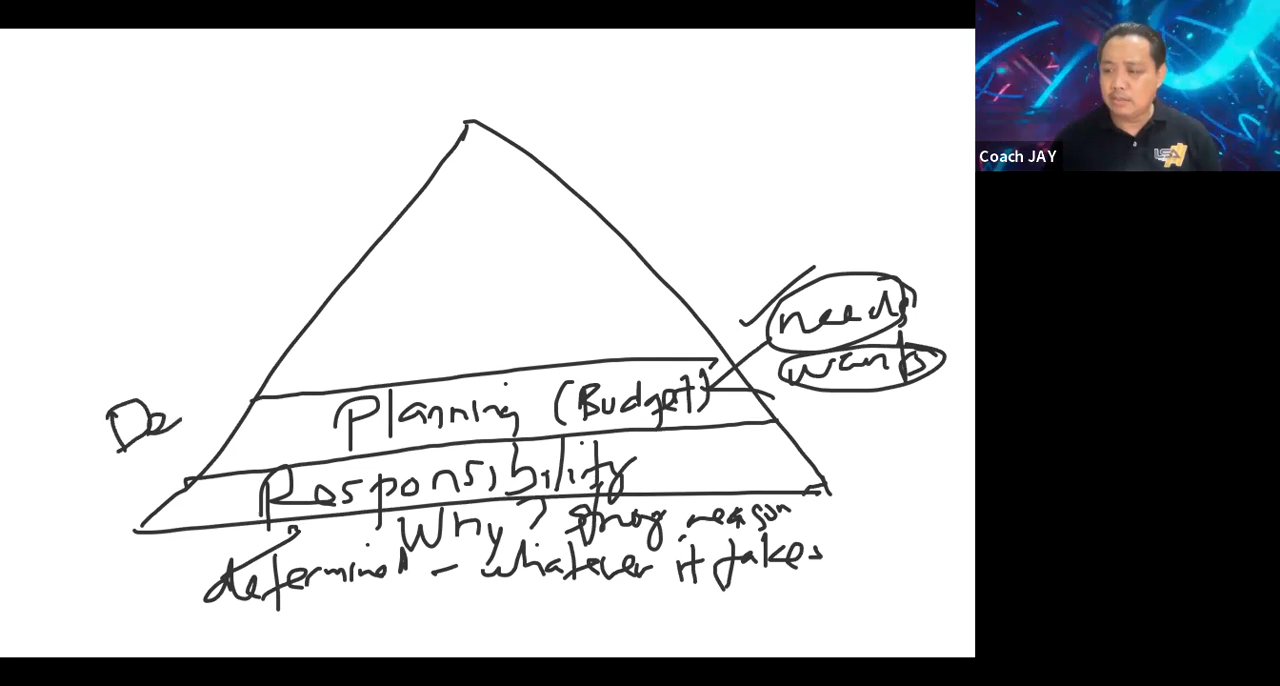 Coach JAY
needs
wants
Planning (Budget)
De
Responsibility
Why? strong reason
determined - whatever it takes